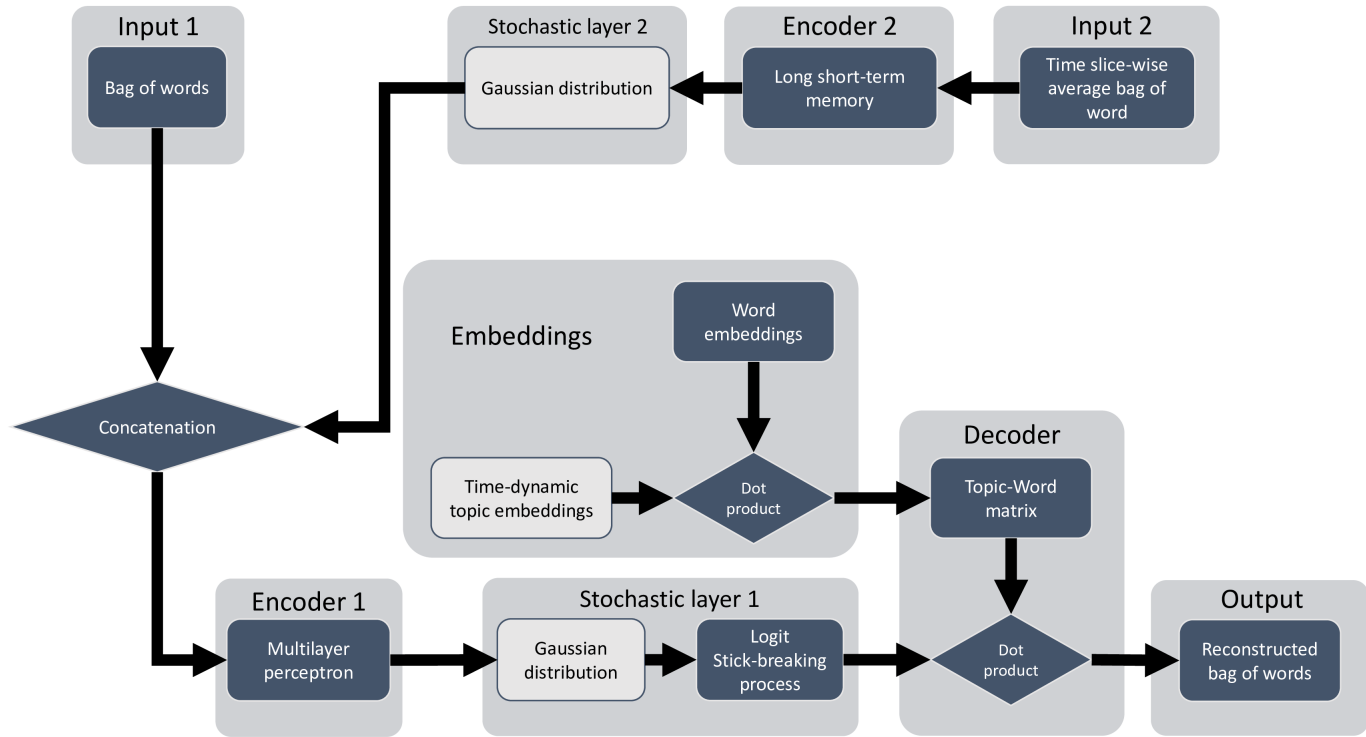 Input 1
Bag of words
Stochastic layer 2
Gaussian distribution
Encoder 2
Long short-term
memory
Input 2
Time slice-wise
average bag of
word
Embeddings
Word
embeddings
Concatenation
Time-dynamic
topic embeddings
Dot
product
Decoder
Topic-Word
matrix
Encoder 1
Multilayer
perceptron
Stochastic layer 1
Gaussian
distribution
Logit
Stick-breaking
process
Dot
product
Output
Reconstructed
bag of words